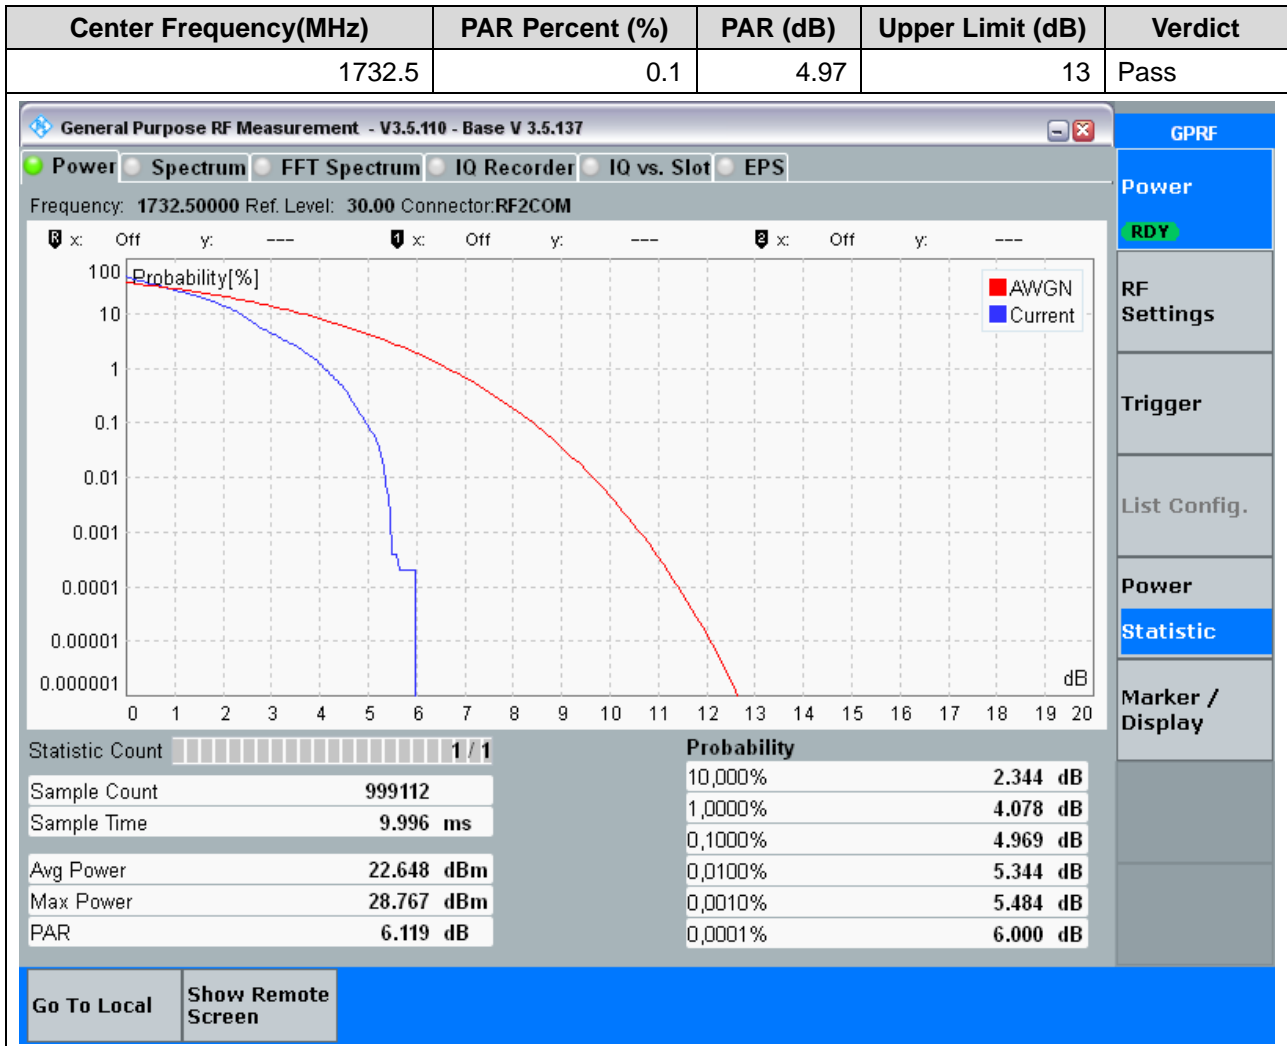 Center Frequency(MHz) PAR Percent (%) PAR (dB) Upper Limit (dB) Verdict
1732.5 0.1 4.97 13 Pass
General Purpose RF Measurement - V3.5.110 - Base V 3.5.137
GPRF
Power Spectrum FFT Spectrum IQ Recorder IQ vs. Slot EPS
Power
RDY
Frequency: 1732.50000 Ref. Level: 30.00 Connector:RF2COM
R x: Off y: --- 1 x: Off y: --- 2 x: Off y: ---
Probability[%]
AWGN
Current
100
10
1
0.1
0.01
0.001
0.0001
0.00001
0.000001
dB
0 1 2 3 4 5 6 7 8 9 10 11 12 13 14 15 16 17 18 19 20
RF
Settings
Trigger
List Config.
Power
Statistic
Marker /
Display
Statistic Count 1 / 1
Sample Count 999112
Sample Time 9.996 ms
Avg Power 22.648 dBm
Max Power 28.767 dBm
PAR 6.119 dB
Probability
10,000% 2.344 dB
1,0000% 4.078 dB
0,1000% 4.969 dB
0,0100% 5.344 dB
0,0010% 5.484 dB
0,0001% 6.000 dB
Go To Local
Show Remote
Screen